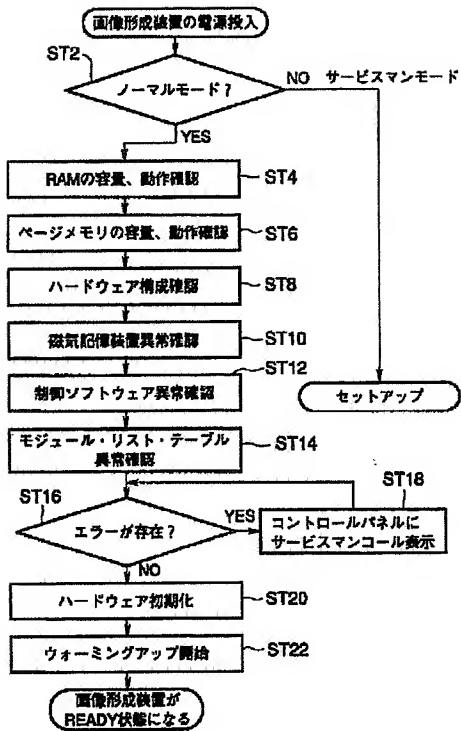 画像形成装置の電源投入
ST2
ノーマルモード?
NO サービスマンモード
YES
RAMの容量、動作確認
ST4
ページメモリの容量、動作確認
ST6
ハードウェア構成確認
ST8
磁気記憶装置異常確認
ST10
ST12
制御ソフトウェア異常確認
セットアップ
モジュール・リスト・テーブル
異常確認
ST14
ST16
エラーが存在?
YES
ST18
コントロールパネルに
サービスマンコール表示
NO
ハードウェア初期化
ST20
ウォーミングアップ開始
ST22
画像形成装置が
READY状態になる